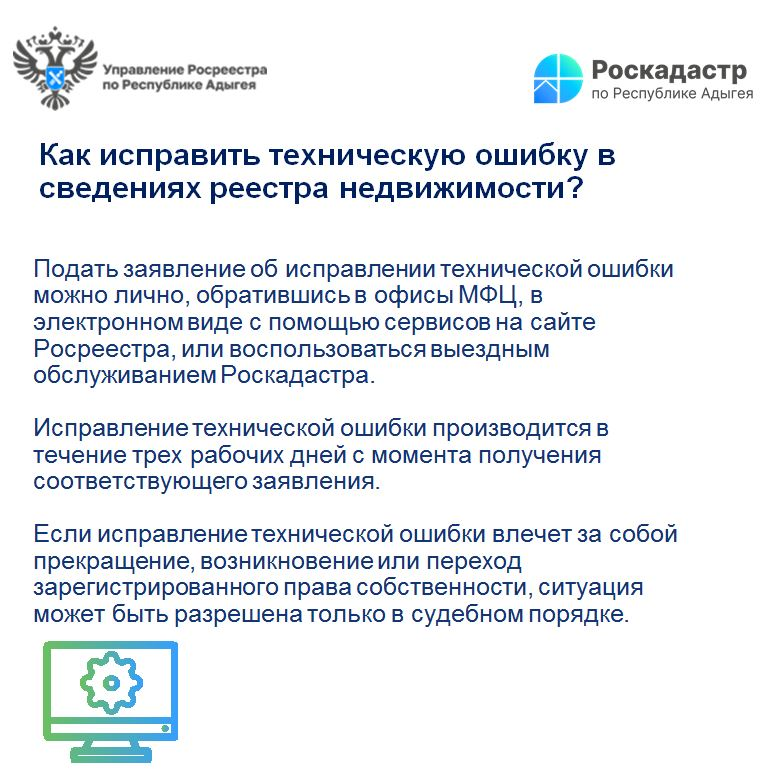 Управление Росреестра
по Республике Адыгея
Роскадастр
по Республике Адыгея
Как исправить техническую ошибку в
сведениях реестра недвижимости?
Подать заявление об исправлении технической ошибки
можно лично, обратившись в офисы МФЦ, в
электронном виде с помощью сервисов на сайте
Росреестра, или воспользоваться выездным
обслуживанием Роскадастра.
Исправление технической ошибки производится в
течение трех рабочих дней с момента получения
соответствующего заявления.
Если исправление технической ошибки влечет за собой
прекращение, возникновение или переход
зарегистрированного права собственности, ситуация
может быть разрешена только в судебном порядке.